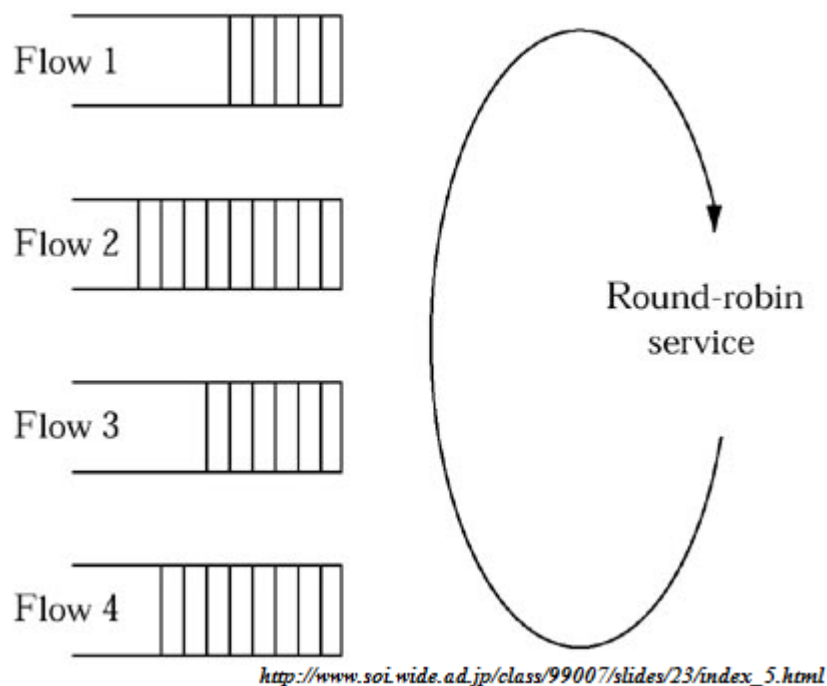 Flow 1
Flow 2
Round-robin
service
Flow 3
Flow 4
http://www.soi.wide.ad.jp/class/99007/slides/23/index_5.html